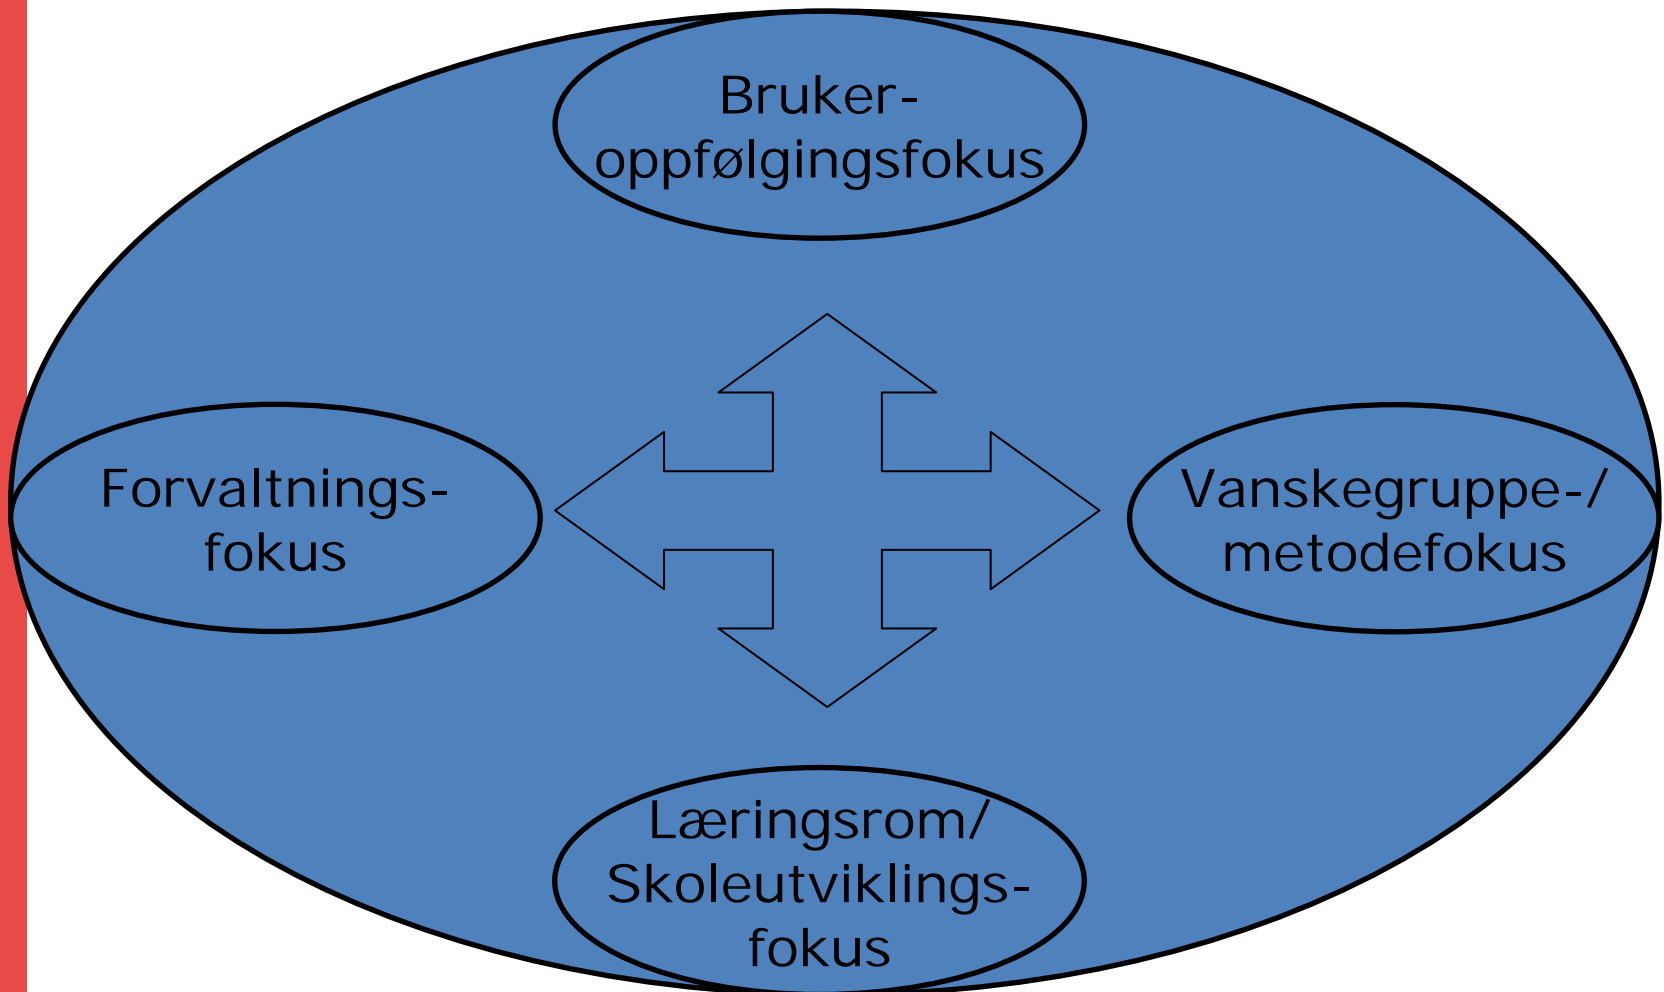 Bruker-
oppfølgingsfokus
Forvaltnings-
fokus
Vanskegruppe-/
metodefokus
Læringsrom/
Skoleutviklings-
fokus